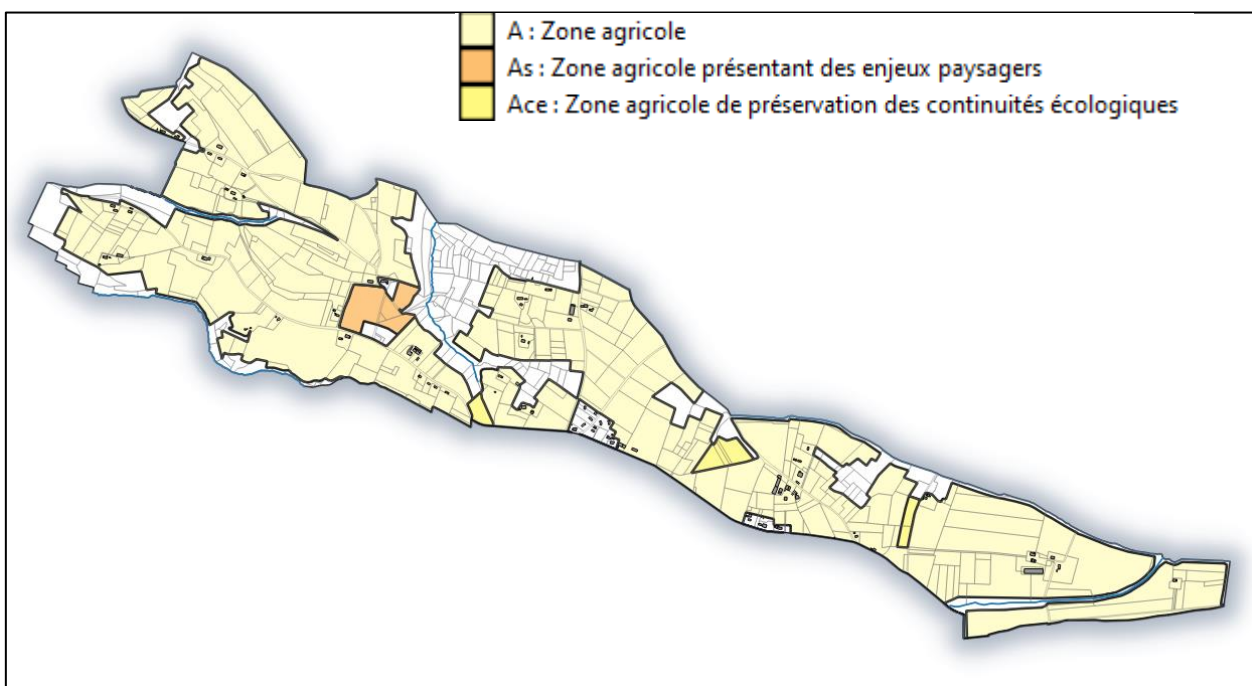 A : Zone agricole
As : Zone agricole présentant des enjeux paysagers
Ace : Zone agricole de préservation des continuités écologiques